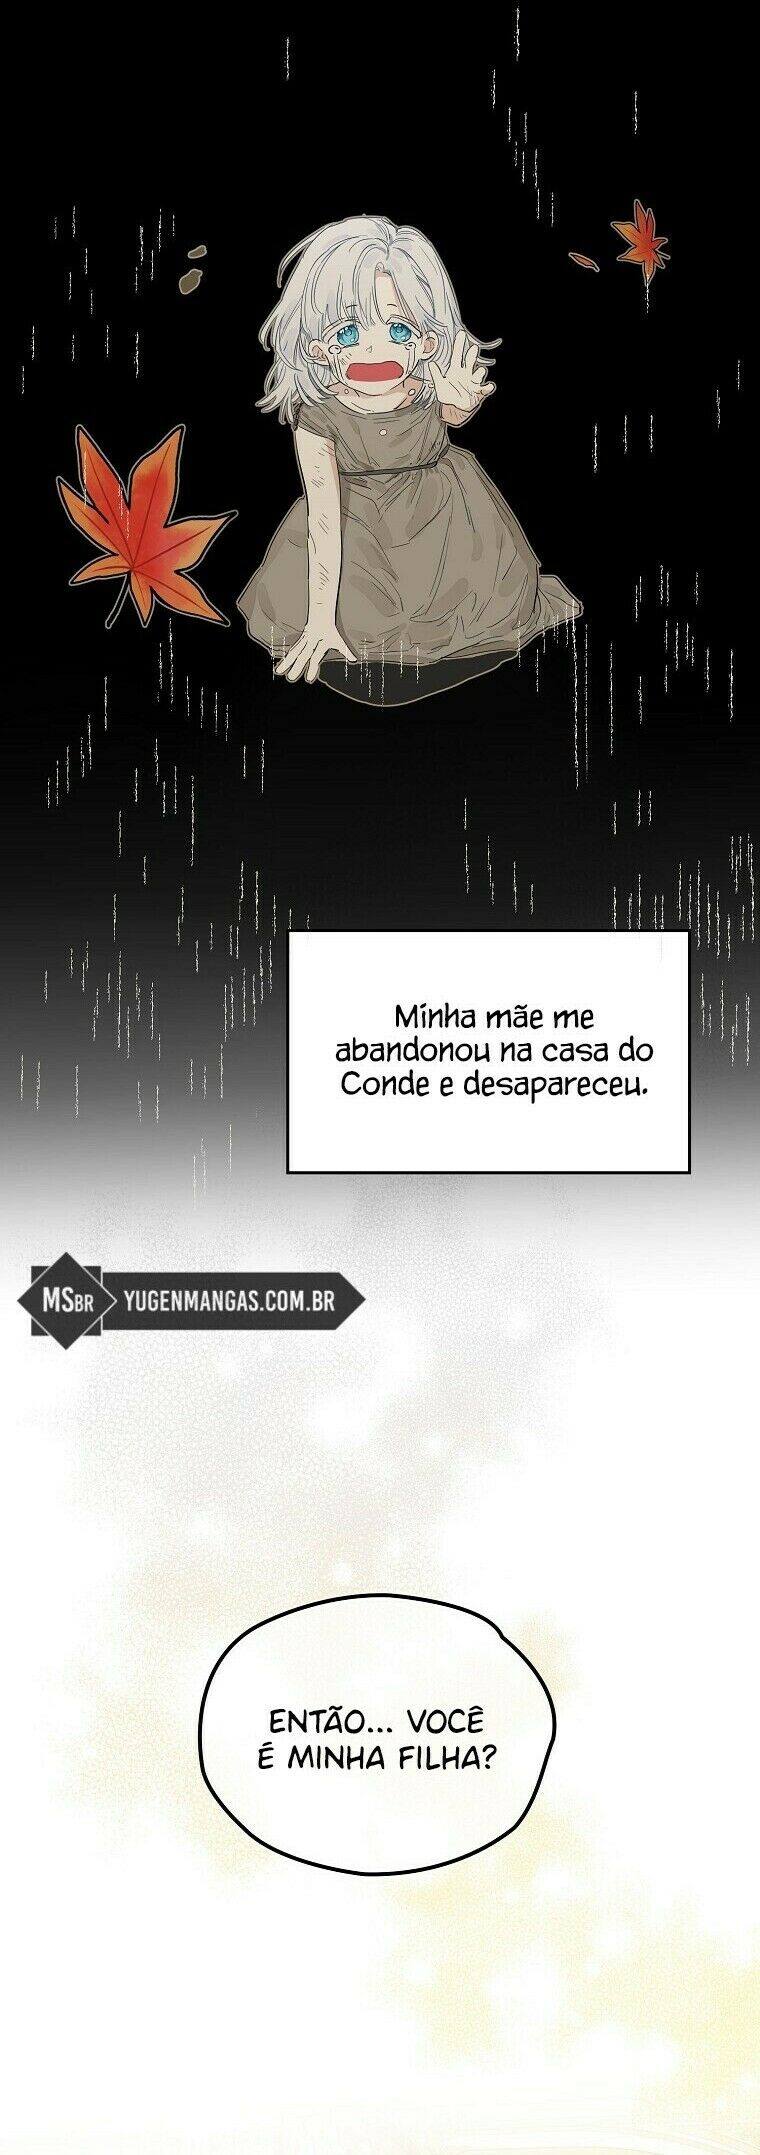 Minha mãe me
abandonou na casa do
Conde e desapareceu.
MSBR YUGENMANGAS.COM.BR
ENTÃO... VOCÊ
É MINHA FILHA?